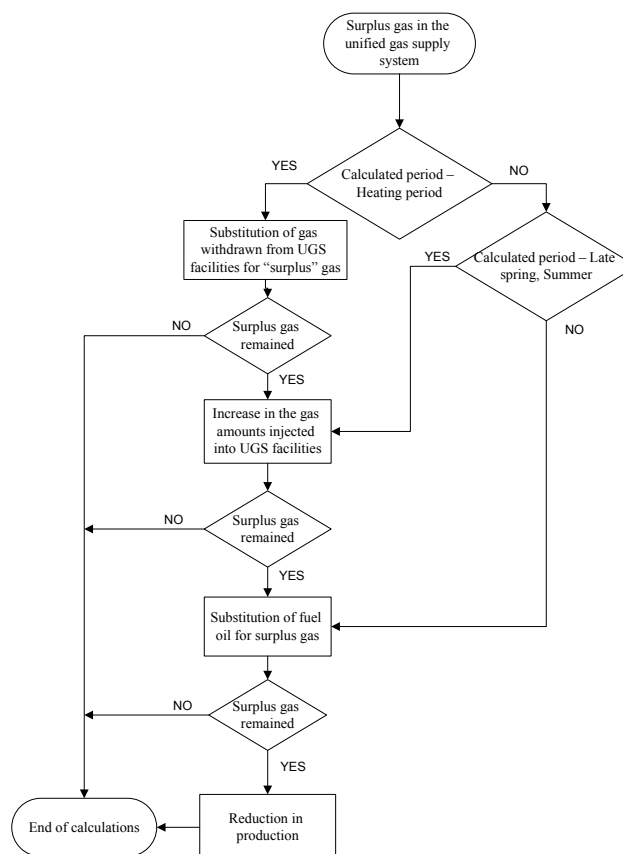 Surplus gas in the
unified gas supply
system
YES
Calculated period –
Heating period
NO
Substitution of gas
withdrawn from UGS
facilities for “surplus” gas
YES
Calculated period – Late
spring, Summer
NO
Surplus gas
remained
NO
YES
Increase in the gas
amounts injected
into UGS facilities
NO
Surplus gas
remained
YES
Substitution of fuel
oil for surplus gas
NO
Surplus gas
remained
YES
End of calculations
Reduction in
production